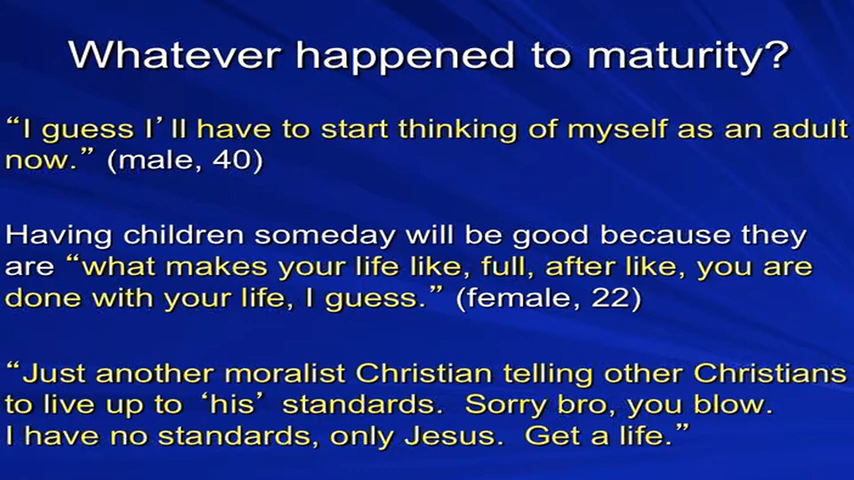 Whatever happened to maturity?
“I guess I’ll have to start thinking of myself as an adult
now.” (male, 40)
Having children someday will be good because they
are “what makes your life like, full, after like, you are
done with your life, I guess.” (female, 22)
“Just another moralist Christian telling other Christians
to live up to ‘his’ standards.  Sorry bro, you blow.
I have no standards, only Jesus.  Get a life.”